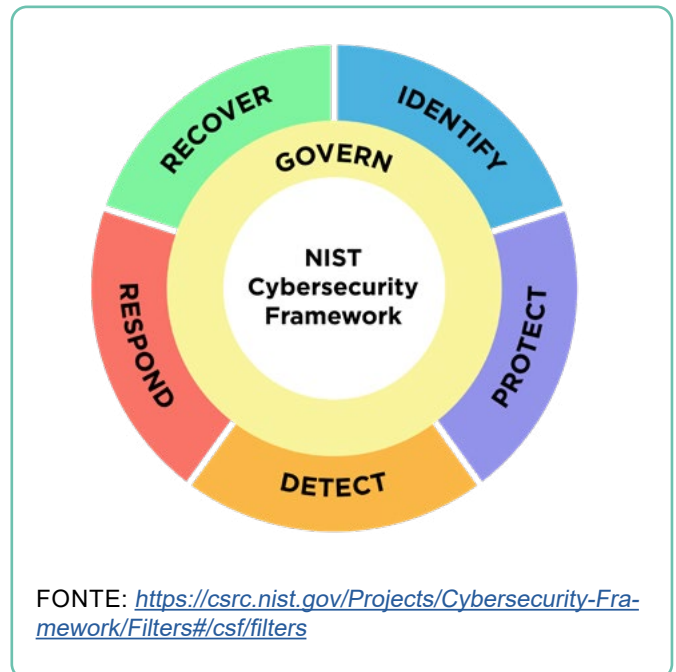 RECOVER
IDENTIFY
GOVERN
NIST
Cybersecurity
Framework
RESPOND
PROTECT
DETECT
FONTE: https://csrc.nist.gov/Projects/Cybersecurity-Fra-
mework/Filters#/csf/filters